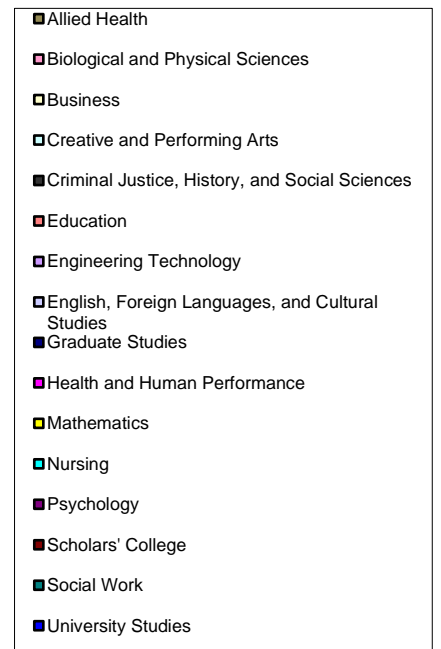 Allied Health
Biological and Physical Sciences
Business
Creative and Performing Arts
Criminal Justice, History, and Social Sciences
Education
Engineering Technology
English, Foreign Languages, and Cultural
Studies
Graduate Studies
Health and Human Performance
Mathematics
Nursing
Psychology
Scholars' College
Social Work
University Studies